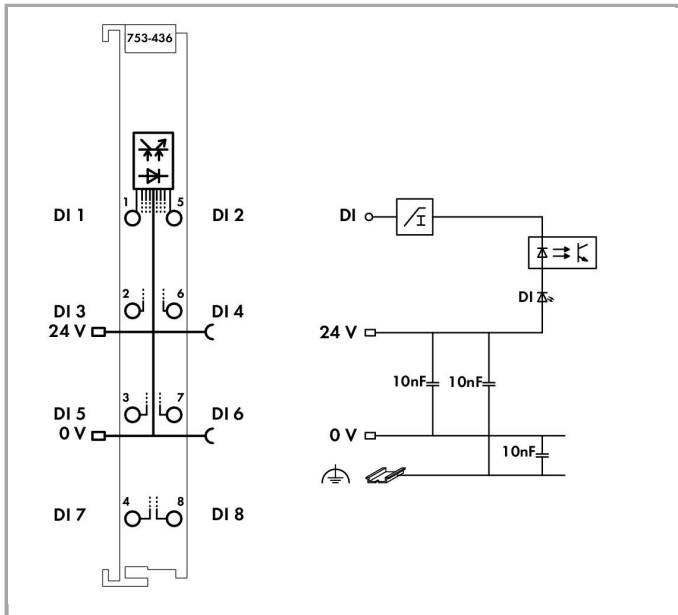 753-436
1 5
DI 1 DI 2
2 6
DI 3 DI 4
24 V
3 7
DI 5 DI 6
0 V
4 8
DI 7 DI 8
DI
I
DI
24 V
10nF 10nF
0 V
10nF